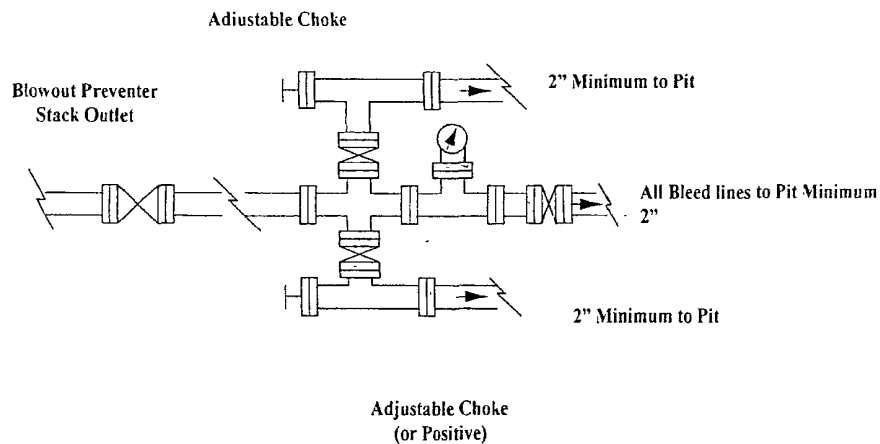 Adiustable Choke
2” Minimum to Pit
Blowout Preventer
Stack Outlet
All Bleed lines to Pit Minimum
2”
2” Minimum to Pit
Adjustable Choke
(or Positive)